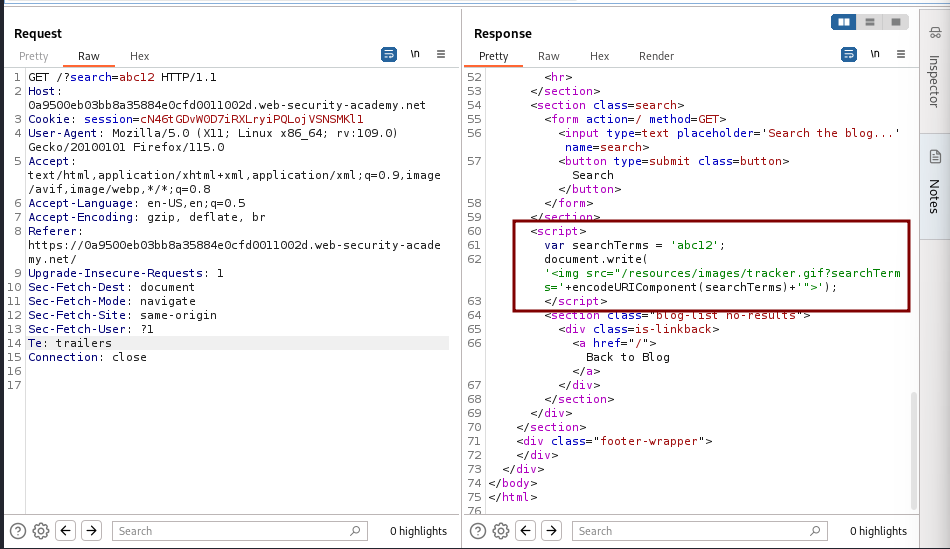 Request
Pretty Raw Hex
\n
1 GET /?search=abc12 HTTP/1.1
2 Host:
0a9500eb03bb8a35884e0cfd0011002d.web-security-academy.net
3 Cookie: session=cN46tGDvW0D7iRXLryiPQLojVSNSMKl1
4 User-Agent: Mozilla/5.0 (X11; Linux x86_64; rv:109.0)
Gecko/20100101 Firefox/115.0
5 Accept:
text/html,application/xhtml+xml,application/xml;q=0.9,image
/avif,image/webp,*/*;q=0.8
6 Accept-Language: en-US,en;q=0.5
7 Accept-Encoding: gzip, deflate, br
8 Referer:
https://0a9500eb03bb8a35884e0cfd0011002d.web-security-acade
my.net/
9 Upgrade-Insecure-Requests: 1
10 Sec-Fetch-Dest: document
11 Sec-Fetch-Mode: navigate
12 Sec-Fetch-Site: same-origin
13 Sec-Fetch-User: ?1
14 Te: trailers
15 Connection: close
16
17
Search
0 highlights
Response
Pretty Raw Hex Render
\n
52 <hr>
53 </section>
54 <section class=search>
55 <form action=/ method=GET>
56 <input type=text placeholder='Search the blog...'
name=search>
57 <button type=submit class=button>
Search
</button>
58 </form>
59 </section>
60 <script>
61 var searchTerms = 'abc12';
62 document.write(
'<img src="/resources/images/tracker.gif?searchTerm
s='+encodeURIComponent(searchTerms)+'">');
63 </script>
64 <section class="blog-list no-results">
65 <div class=is-linkback>
66 <a href="/">
Back to Blog
</a>
67 </div>
68 </section>
69 </div>
70 </section>
71 <div class="footer-wrapper">
72 </div>
73 </div>
74 </body>
75 </html>
76
Search
0 highlights
Inspector
Notes